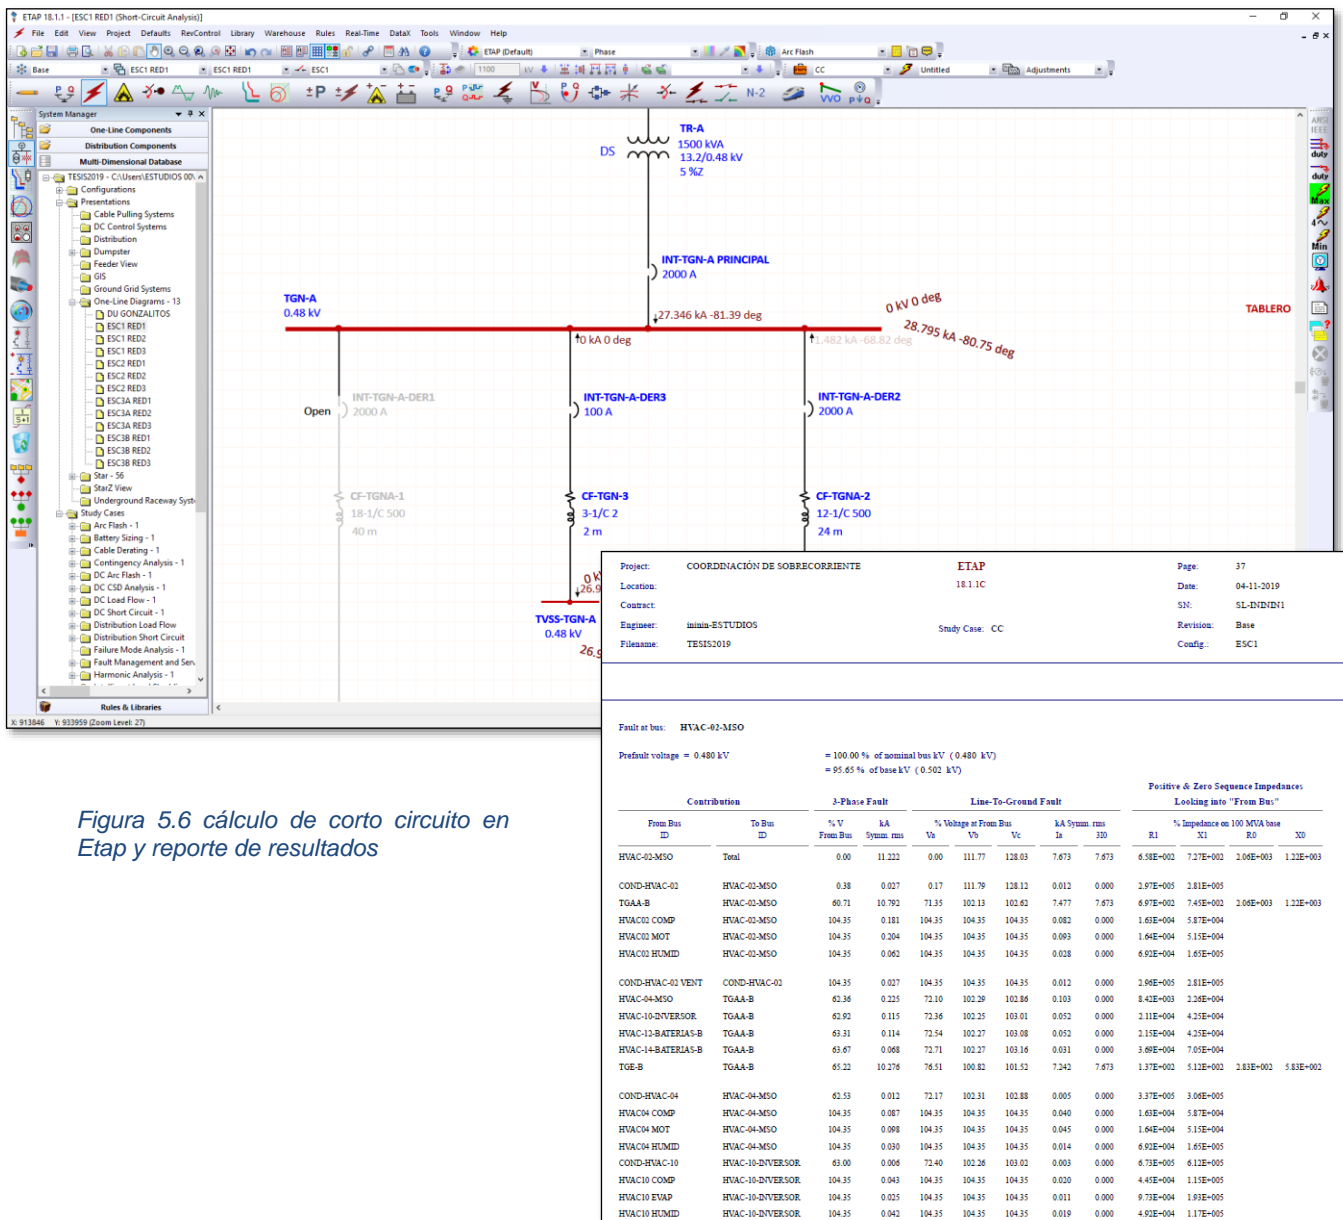 ETAP 18.1.1 - [ESC1 RED1 (Short-Circuit Analysis)]
File Edit View Project Defaults RevControl Library Warehouse Rules Real-Time DataX Tools Window Help
ETAP (Default) Phase Arc Flash
Base ESC1 RED1 ESC1 RED1 ESC1 1100 kV CC Untitled Adjustments
N-2 VVO
System Manager
One-Line Components
Distribution Components
Multi-Dimensional Database
TESIS2019 - C:\Users\ESTUDIOS 00\
Configurations
Presentations
Cable Pulling Systems
DC Control Systems
Distribution
Dumpster
Feeder View
GIS
Ground Grid Systems
One-Line Diagrams - 13
DU GONZALITOS
ESC1 RED1
ESC1 RED2
ESC1 RED3
ESC2 RED1
ESC2 RED2
ESC2 RED3
ESC3A RED1
ESC3A RED2
ESC3A RED3
ESC3B RED1
ESC3B RED2
ESC3B RED3
Star - 56
StarZ View
Underground Raceway Syst
Study Cases
Arc Flash - 1
Battery Sizing - 1
Cable Derating - 1
Contingency Analysis - 1
DC Arc Flash - 1
DC CSD Analysis - 1
DC Load Flow - 1
DC Short Circuit - 1
Distribution Load Flow
Distribution Short Circuit
Failure Mode Analysis - 1
Fault Management and Serv
Harmonic Analysis - 1
Rules & Libraries
X: 913846 Y: 933959 (Zoom Level: 27)
TR-A
1500 kVA
13.2/0.48 kV
5 %Z
DS
INT-TGN-A PRINCIPAL
2000 A
TGN-A
0.48 kV
27.346 kA -81.39 deg
0 kV 0 deg
28.795 kA -80.75 deg
TABLERO
0 kA 0 deg
1.482 kA -68.82 deg
INT-TGN-A-DER1
2000 A
Open
INT-TGN-A-DER3
100 A
INT-TGN-A-DER2
2000 A
CF-TGNA-1
18-1/C 500
40 m
CF-TGN-3
3-1/C 2
2 m
CF-TGNA-2
12-1/C 500
24 m
0 k
26.9
TVSS-TGN-A
0.48 kV
26.9
ANSI
IEEE
duty
duty
Max
4
Min
Project: COORDINACIÓN DE SOBRECORRIENTE ETAP Page: 37
Location: 18.1.1C Date: 04-11-2019
Contract: SN: SL-ININ1
Engineer: ininin-ESTUDIOS Study Case: CC Revision: Base
Filename: TESIS2019 Config.: ESC1
Fault at bus: HVAC-02-MSO
Prefault voltage = 0.480 kV = 100.00 % of nominal bus kV ( 0.480 kV)
= 95.65 % of base kV ( 0.502 kV)
Positive & Zero Sequence Impedances
Contribution 3-Phase Fault Line-To-Ground Fault Looking into "From Bus"
From Bus To Bus % V kA % Voltage at From Bus kA Symm. rms % Impedance on 100 MVA base
ID ID From Bus Symm. rms Va Vb Vc Ia 3I0 R1 X1 R0 X0
HVAC-02-MSO Total 0.00 11.222 0.00 111.77 128.03 7.673 7.673 6.58E+002 7.27E+002 2.06E+003 1.22E+003
COND-HVAC-02 HVAC-02-MSO 0.38 0.027 0.17 111.79 128.12 0.012 0.000 2.97E+005 2.81E+005
TGAA-B HVAC-02-MSO 60.71 10.792 71.35 102.13 102.62 7.477 7.673 6.97E+002 7.45E+002 2.06E+003 1.22E+003
HVAC02 COMP HVAC-02-MSO 104.35 0.181 104.35 104.35 104.35 0.082 0.000 1.63E+004 5.87E+004
HVAC02 MOT HVAC-02-MSO 104.35 0.204 104.35 104.35 104.35 0.093 0.000 1.64E+004 5.15E+004
HVAC02 HUMID HVAC-02-MSO 104.35 0.062 104.35 104.35 104.35 0.028 0.000 6.92E+004 1.65E+005
COND-HVAC-02 VENT COND-HVAC-02 104.35 0.027 104.35 104.35 104.35 0.012 0.000 2.96E+005 2.81E+005
HVAC-04-MSO TGAA-B 62.36 0.225 72.10 102.29 102.86 0.103 0.000 8.42E+003 2.26E+004
HVAC-10-INVERSOR TGAA-B 62.92 0.115 72.36 102.25 103.01 0.052 0.000 2.11E+004 4.25E+004
HVAC-12-BATERIAS-B TGAA-B 63.31 0.114 72.54 102.27 103.08 0.052 0.000 2.15E+004 4.25E+004
HVAC-14-BATERIAS-B TGAA-B 63.67 0.068 72.71 102.27 103.16 0.031 0.000 3.69E+004 7.05E+004
TGE-B TGAA-B 65.22 10.276 76.51 100.82 101.52 7.242 7.673 1.37E+002 5.12E+002 2.83E+002 5.83E+002
COND-HVAC-04 HVAC-04-MSO 62.53 0.012 72.17 102.31 102.88 0.005 0.000 3.37E+005 3.06E+005
HVAC04 COMP HVAC-04-MSO 104.35 0.087 104.35 104.35 104.35 0.040 0.000 1.63E+004 5.87E+004
HVAC04 MOT HVAC-04-MSO 104.35 0.098 104.35 104.35 104.35 0.045 0.000 1.64E+004 5.15E+004
HVAC04 HUMID HVAC-04-MSO 104.35 0.030 104.35 104.35 104.35 0.014 0.000 6.92E+004 1.65E+005
COND-HVAC-10 HVAC-10-INVERSOR 63.00 0.006 72.40 102.26 103.02 0.003 0.000 6.73E+005 6.12E+005
HVAC10 COMP HVAC-10-INVERSOR 104.35 0.043 104.35 104.35 104.35 0.020 0.000 4.45E+004 1.15E+005
HVAC10 EVAP HVAC-10-INVERSOR 104.35 0.025 104.35 104.35 104.35 0.011 0.000 9.73E+004 1.93E+005
HVAC10 HUMID HVAC-10-INVERSOR 104.35 0.042 104.35 104.35 104.35 0.019 0.000 4.92E+004 1.17E+005
Figura 5.6 cálculo de corto circuito en
Etap y reporte de resultados